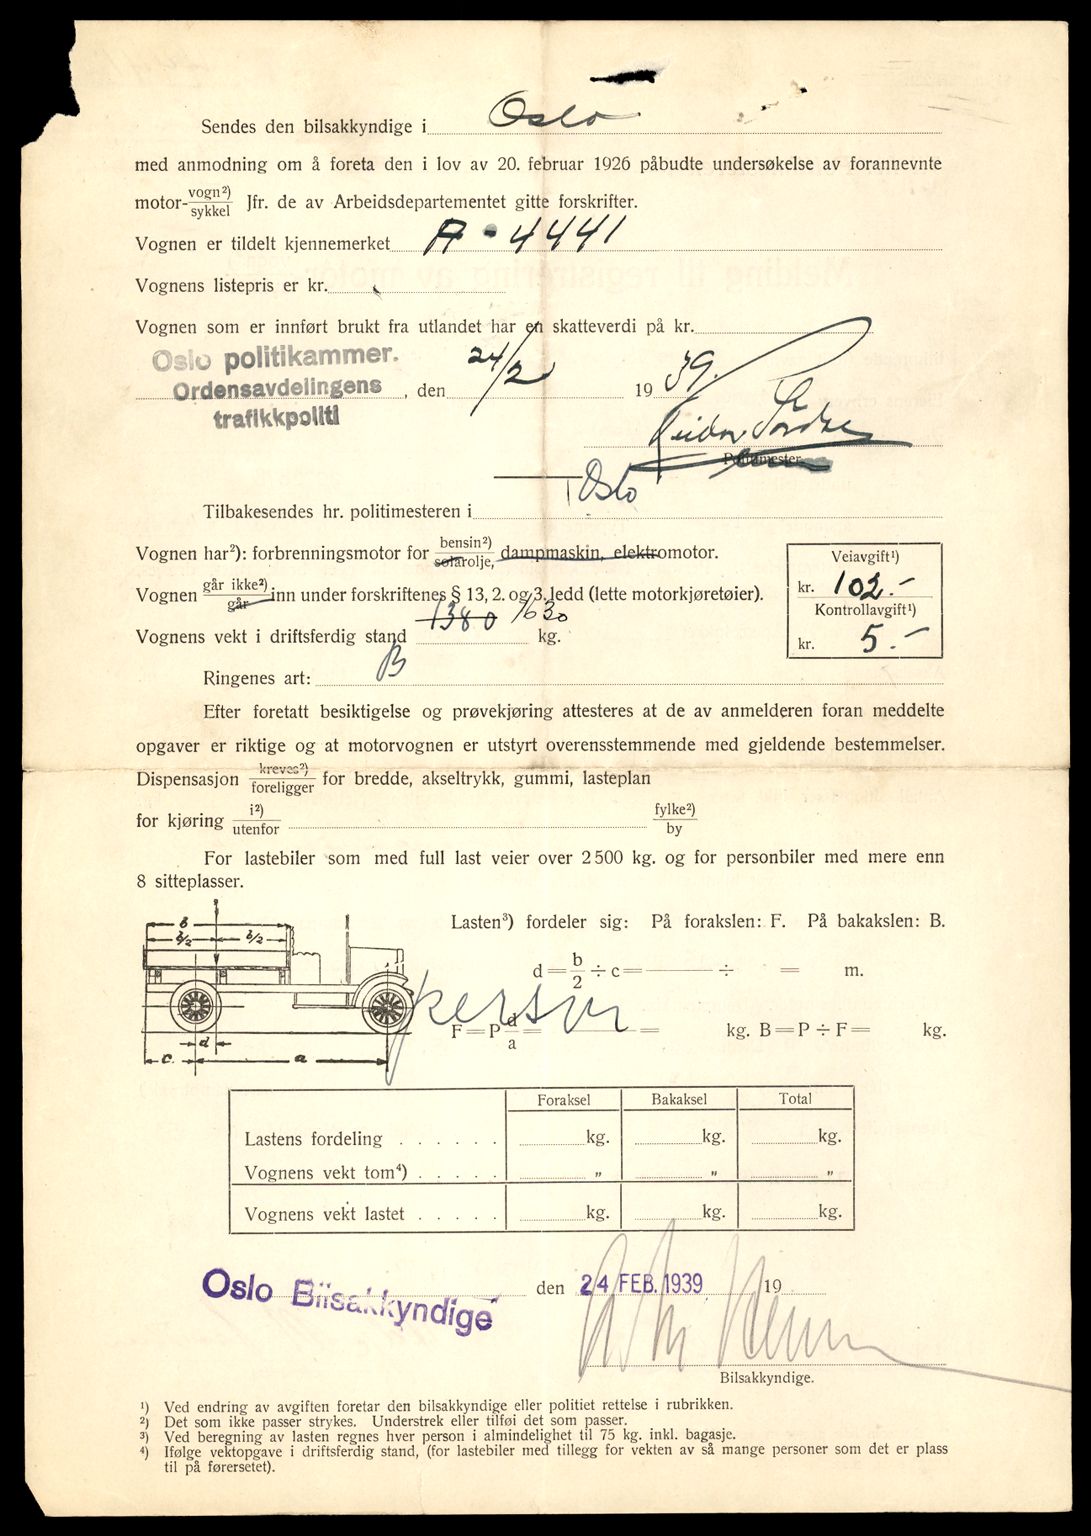 Sendes den bilsakkyndige i Oslo
med anmodning om å foreta den i lov av 20. februar 1926 påbudte undersøkelse av forannevnte
motor- vogn²) / sykkel Jfr. de av Arbeidsdepartementet gitte forskrifter.
Vognen er tildelt kjennemerket A - 4441
Vognens listepris er kr.
Vognen som er innført brukt fra utlandet har en skatteverdi på kr.
Oslo politikammer.
Ordensavdelingens
trafikkpoliti
, den 24/2 19 39.
Politimester
Tilbakesendes hr. politimesteren i Oslo
Vognen har²): forbrenningsmotor for bensin²) / solarolje, dampmaskin, elektromotor.
Vognen går ikke²) / går inn under forskriftenes § 13, 2. og 3. ledd (lette motorkjøretøier).
Vognens vekt i driftsferdig stand 1380 1630 kg.
Veiavgift¹)
kr. 102.-
Kontrollavgift¹)
kr. 5.-
Ringenes art: B
Efter foretatt besiktigelse og prøvekjøring attesteres at de av anmelderen foran meddelte
opgaver er riktige og at motorvognen er utstyrt overensstemmende med gjeldende bestemmelser.
Dispensasjon kreves²) / foreligger for bredde, akseltrykk, gummi, lasteplan
for kjøring i²) / utenfor fylke²) / by
For lastebiler som med full last veier over 2 500 kg. og for personbiler med mere enn
8 sitteplasser.
b
b/2 b/2
c d a
Lasten³) fordeler sig: På forakslen: F. På bakakslen: B.
d = b/2 ÷ c = ÷ = m.
F = P d/a = = kg. B = P ÷ F = kg.
person
Foraksel Bakaksel Total
Lastens fordeling . . . . . . kg. kg. kg.
Vognens vekt tom⁴) . . . . . „ „ „
Vognens vekt lastet . . . . . kg. kg. kg.
Oslo Bilsakkyndige den 24 FEB. 1939 19
Bilsakkyndige.
¹) Ved endring av avgiften foretar den bilsakkyndige eller politiet rettelse i rubrikken.
²) Det som ikke passer strykes. Understrek eller tilføi det som passer.
³) Ved beregning av lasten regnes hver person i almindelighet til 75 kg. inkl. bagasje.
⁴) Ifølge vektopgave i driftsferdig stand, (for lastebiler med tillegg for vekten av så mange personer som det er plass
til på førersetet).